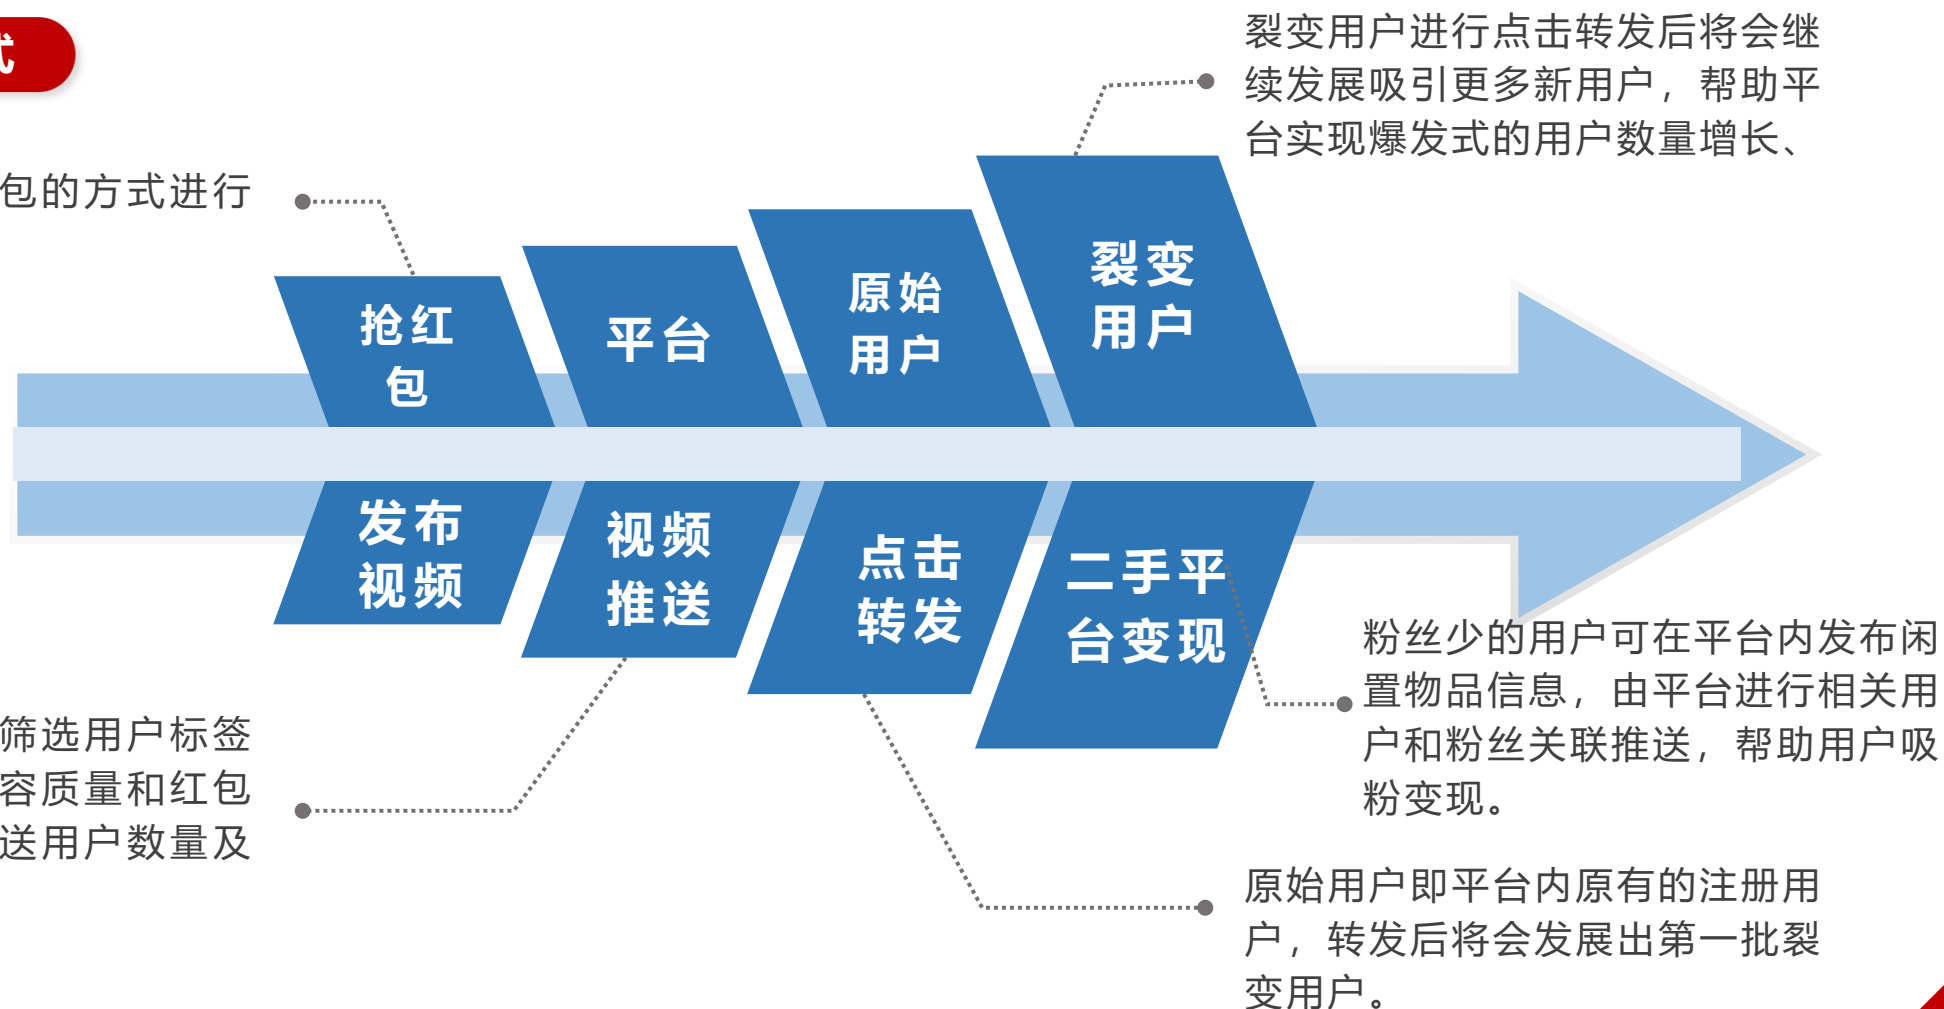 式
裂变用户进行点击转发后将会继
续发展吸引更多新用户，帮助平
台实现爆发式的用户数量增长、
包的方式进行
抢红
包
平台
原始
用户
裂变
用户
发布
视频
视频
推送
点击
转发
二手平
台变现
筛选用户标签
容质量和红包
送用户数量及
粉丝少的用户可在平台内发布闲
置物品信息，由平台进行相关用
户和粉丝关联推送，帮助用户吸
粉变现。
原始用户即平台内原有的注册用
户，转发后将会发展出第一批裂
变用户。